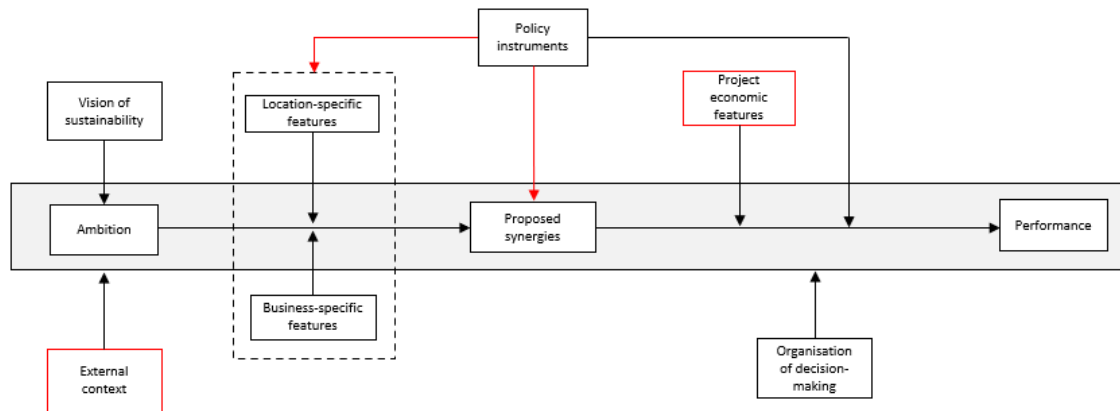 Policy
instruments
Vision of
sustainability
Location-specific
features
Project
economic
features
Ambition
Proposed
synergies
Performance
Business-specific
features
External
context
Organisation
of decision-
making